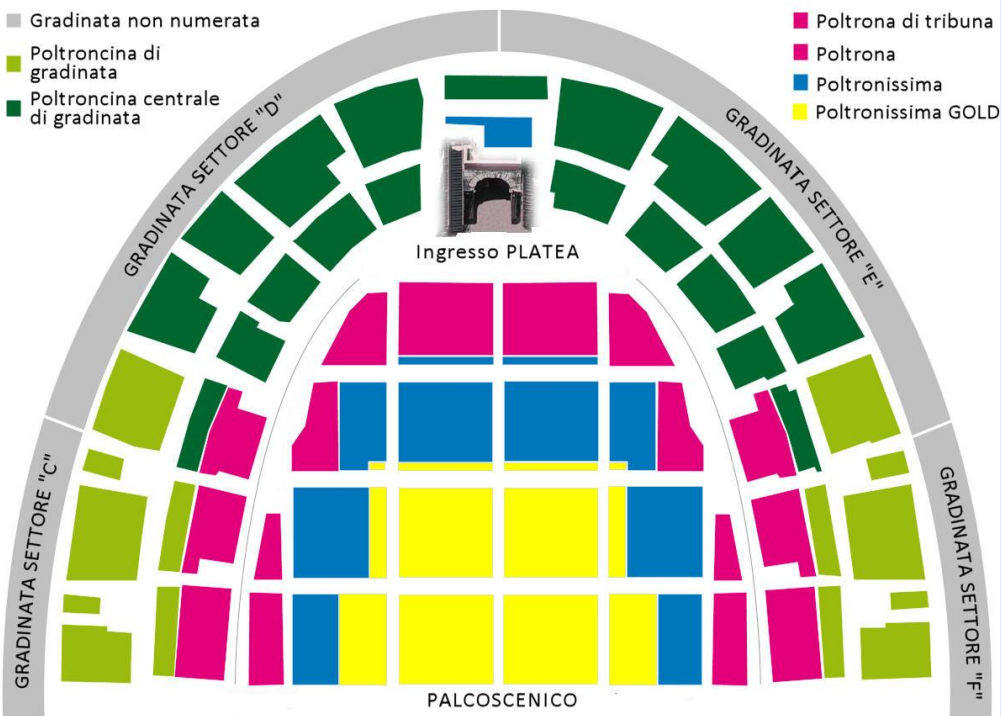 Gradinata non numerata
Poltroncina di
gradinata
Poltroncina centrale
di gradinata
Poltrona di tribuna
Poltrona
Poltronissima
Poltronissima GOLD
GRADINATA SETTORE "D"
GRADINATA SETTORE "E"
Ingresso PLATEA
GRADINATA SETTORE "C"
GRADINATA SETTORE "F"
PALCOSCENICO